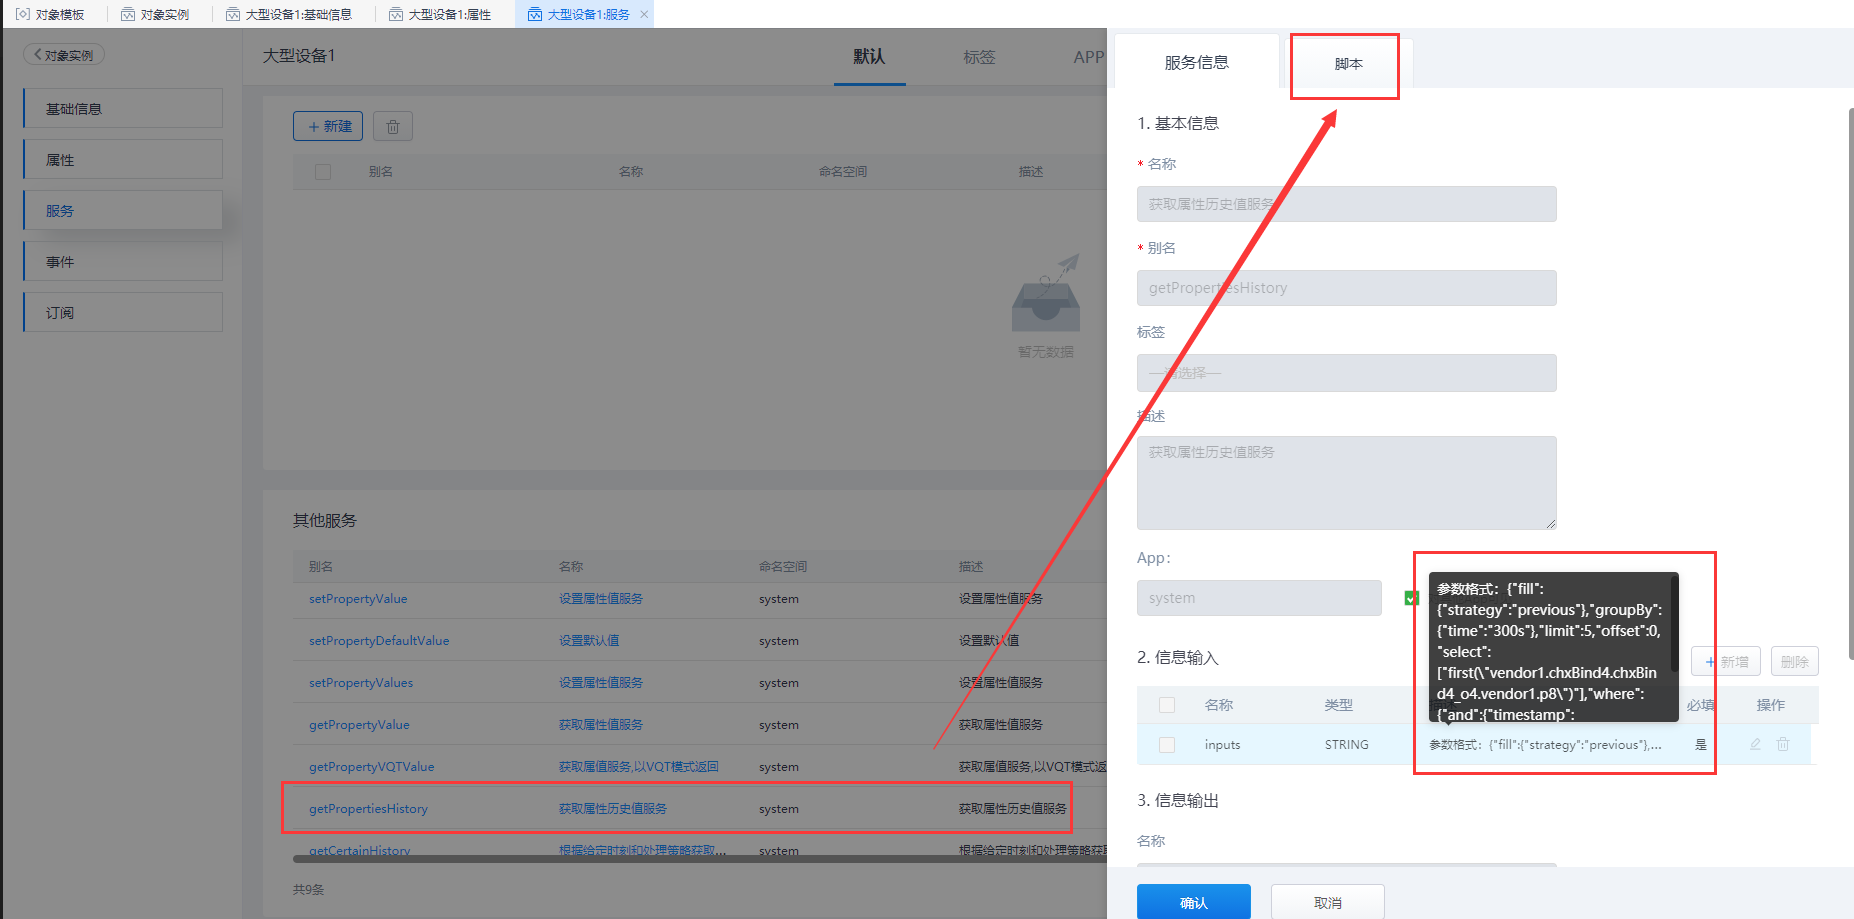 对象模板
对象实例
大型设备1:基础信息
大型设备1:属性
大型设备1:服务
对象实例
基础信息
属性
服务
事件
订阅
大型设备1
默认
标签
APP
新建
别名
名称
命名空间
描述
暂无数据
其他服务
别名
名称
命名空间
描述
setPropertyValue
设置属性值服务
system
设置属性值服务
setPropertyDefaultValue
设置默认值
system
设置默认值
setPropertyValues
设置属性值服务
system
设置属性值服务
getPropertyValue
获取属性值服务
system
获取属性值服务
getPropertyVQTValue
获取属值服务,以VQT模式返回
system
获取属值服务,以VQT模式返
getPropertiesHistory
获取属性历史值服务
system
获取属性历史值服务
getCertainHistory
根据给定时刻和处理策略获取...
system
根据给定时刻和处理策略获
共9条
服务信息
脚本
1. 基本信息
* 名称
获取属性历史值服务
* 别名
getPropertiesHistory
标签
—请选择—
描述
获取属性历史值服务
App：
system
参数格式：{"fill":
{"strategy":"previous"},"groupBy":
{"time":"300s"},"limit":5,"offset":0,
"select":
["first(\"vendor1.chxBind4.chxBin
d4_o4.vendor1.p8\")"],"where":
{"and":{"timestamp":
2. 信息输入
新增
删除
名称
类型
必填
操作
inputs
STRING
参数格式：{"fill":{"strategy":"previous"},...
是
3. 信息输出
名称
确认
取消